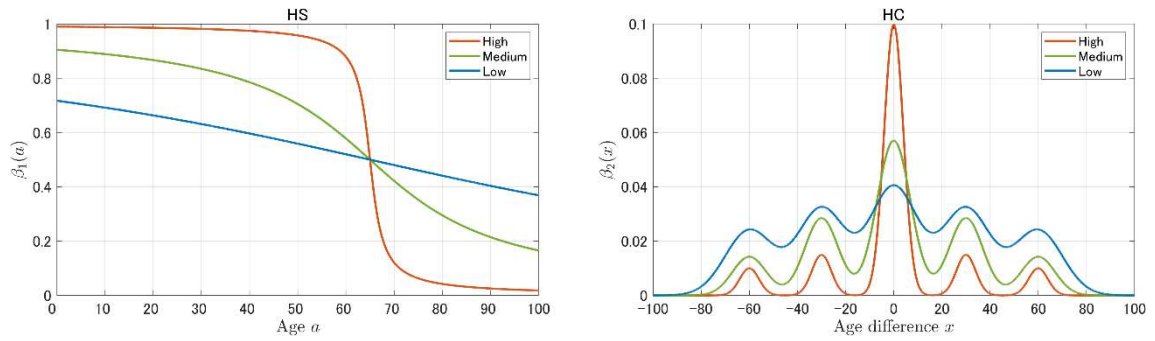 HS
High
Medium
Low
1
0.8
0.6
0.4
0.2
0
β₁(a)
0 10 20 30 40 50 60 70 80 90 100
Age a
HC
High
Medium
Low
0.1
0.08
0.06
0.04
0.02
0
β₂(x)
−100 −80 −60 −40 −20 0 20 40 60 80 100
Age difference x